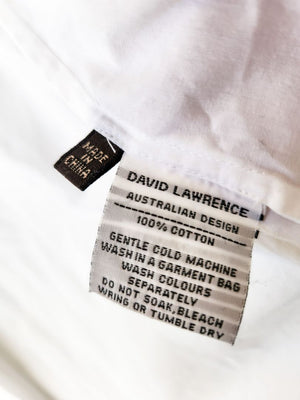 MADE
IN
CHINA
DAVID LAWRENCE
AUSTRALIAN DESIGN
100% COTTON
GENTLE COLD MACHINE
WASH IN A GARMENT BAG
WASH COLOURS
SEPARATELY
DO NOT SOAK, BLEACH
WRING OR TUMBLE DRY